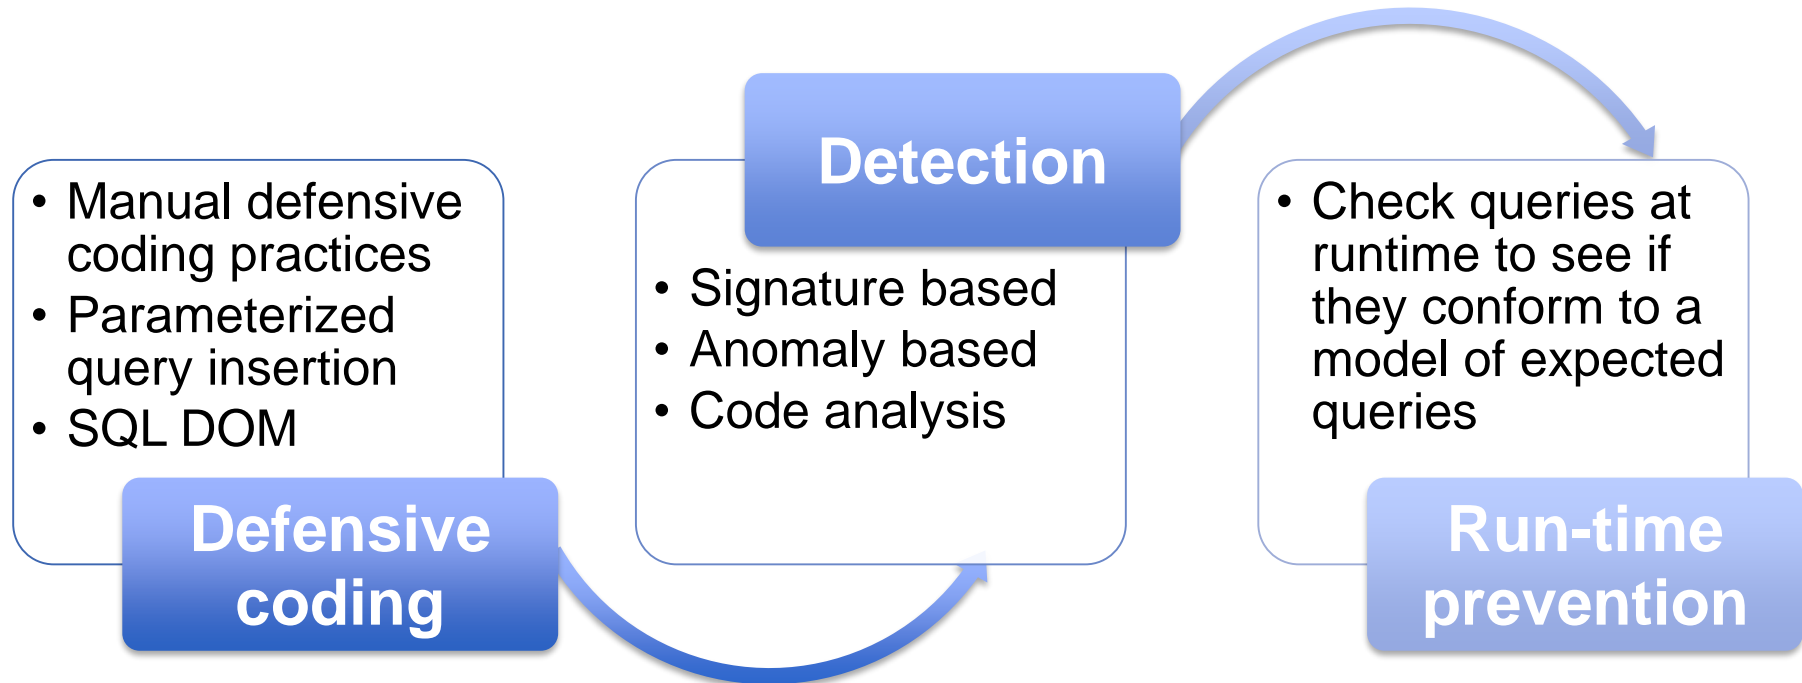 • Manual defensive
coding practices
• Parameterized
query insertion
• SQL DOM
Defensive
coding
Detection
• Signature based
• Anomaly based
• Code analysis
• Check queries at
runtime to see if
they conform to a
model of expected
queries
Run-time
prevention